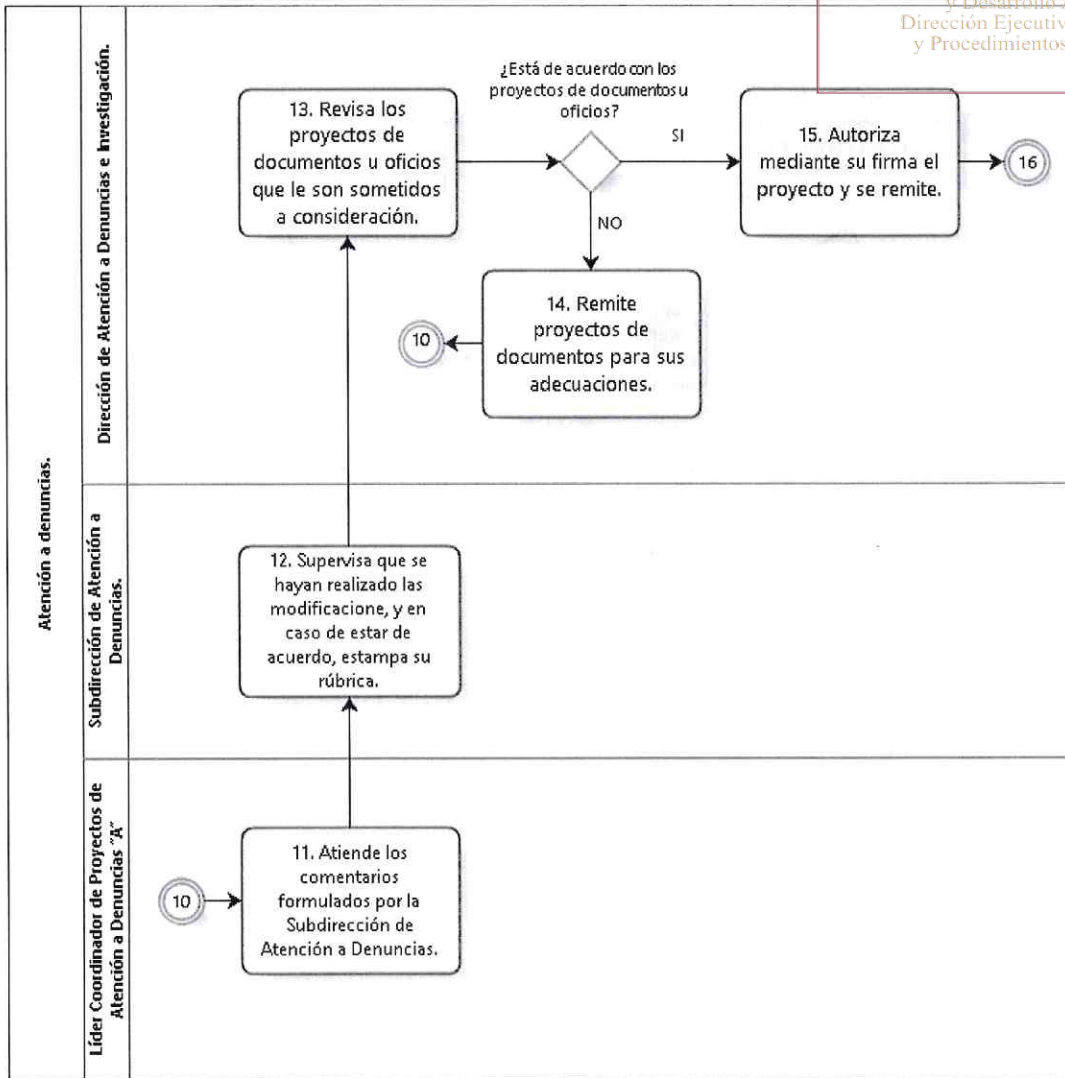 y Desarrollo
Dirección Ejecutiv
y Procedimientos
Atención a denuncias.
Dirección de Atención a Denuncias e Investigación.
13. Revisa los
proyectos de
documentos u oficios
que le son sometidos
a consideración.
¿Está de acuerdo con los
proyectos de documentos u
oficios?
SI
NO
15. Autoriza
mediante su firma el
proyecto y se remite.
16
14. Remite
proyectos de
documentos para sus
adecuaciones.
10
Subdirección de Atención a
Denuncias.
12. Supervisa que se
hayan realizado las
modificacione, y en
caso de estar de
acuerdo, estampa su
rúbrica.
Líder Coordinador de Proyectos de
Atención a Denuncias "A"
10
11. Atiende los
comentarios
formulados por la
Subdirección de
Atención a Denuncias.